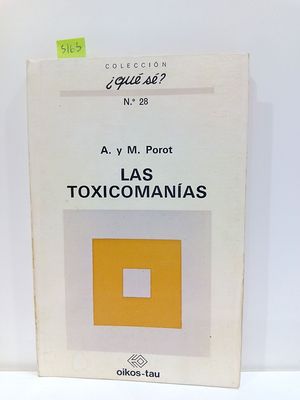 5165
COLECCIÓN
¿qué sé?
N.º 28
A. y M. Porot
LAS
TOXICOMANÍAS
oikos-tau